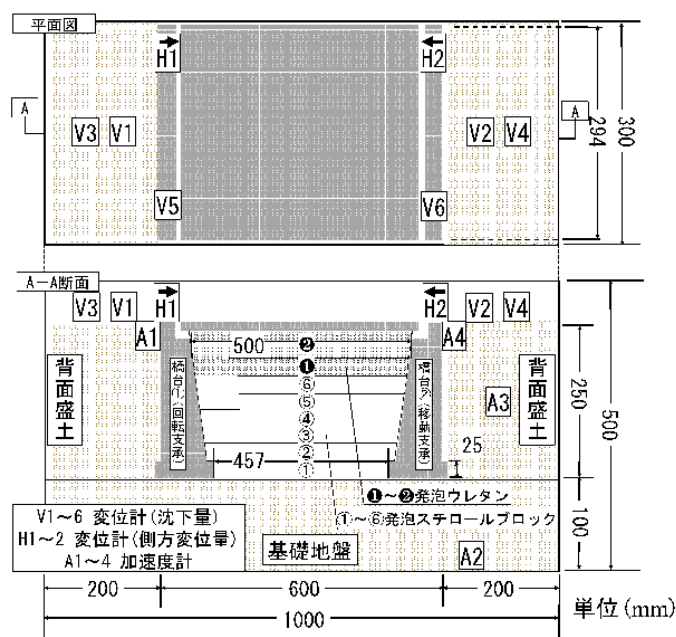 平面図
H1
H2
A
A
V3
V1
V2
V4
294
300
V5
V6
A-A断面
V3
V1
H1
H2
V2
V4
A1
A4
500
❷
❶
⑥
⑤
④
③
②
①
背面盛土
橋台①(回転支承)
橋台②(移動支承)
背面盛土
A3
250
500
457
25
❶~❷発泡ウレタン
①~⑥発泡スチロールブロック
V1~6 変位計(沈下量)
H1~2 変位計(側方変位量)
A1~4 加速度計
基礎地盤
A2
100
200
600
200
1000
単位(mm)